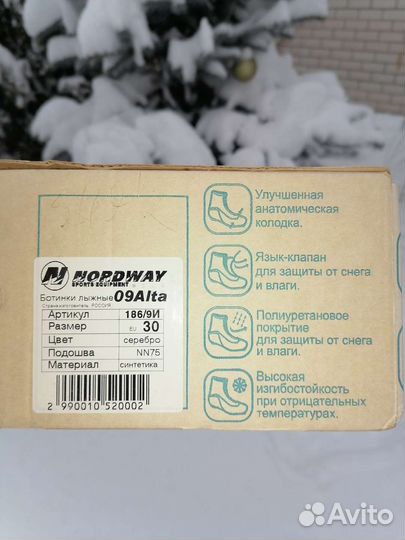 Улучшенная
анатомическая
колодка.
Язык-клапан
для защиты от снега
и влаги.
Полиуретановое
покрытие
для защиты от снега
и влаги.
Высокая
изгибостойкость
при отрицательных
температурах.
NORDWAY
SPORTS EQUIPMENT
Ботинки лыжные 09Alta
Страна изготовитель: РОССИЯ
Артикул 186/9И
Размер EU 30
Цвет серебро
Подошва NN75
Материал синтетика
2 990010 520002
Avito